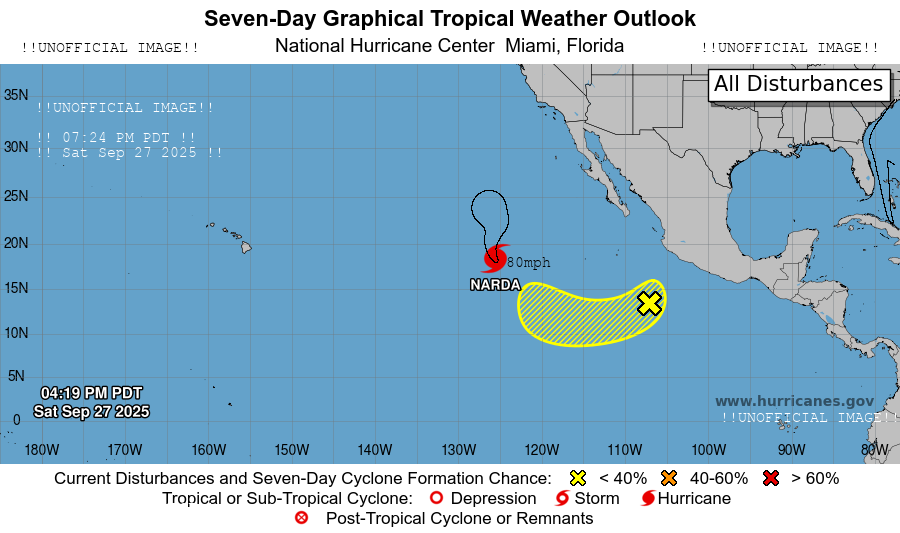 Seven-Day Graphical Tropical Weather Outlook
!!UNOFFICIAL IMAGE!! National Hurricane Center Miami, Florida !!UNOFFICIAL IMAGE!!
All Disturbances
35N
!!UNOFFICIAL IMAGE!!
!! 07:24 PM PDT !!
30N
!! Sat Sep 27 2025 !!
25N
20N
80mph
NARDA
15N
10N
5N
04:19 PM PDT
Sat Sep 27 2025
www.hurricanes.gov
0
!!UNOFFICIAL IMAGE!!
180W 170W 160W 150W 140W 130W 120W 110W 100W 90W 80W
Current Disturbances and Seven-Day Cyclone Formation Chance: < 40% 40-60% > 60%
Tropical or Sub-Tropical Cyclone: Depression Storm Hurricane
Post-Tropical Cyclone or Remnants